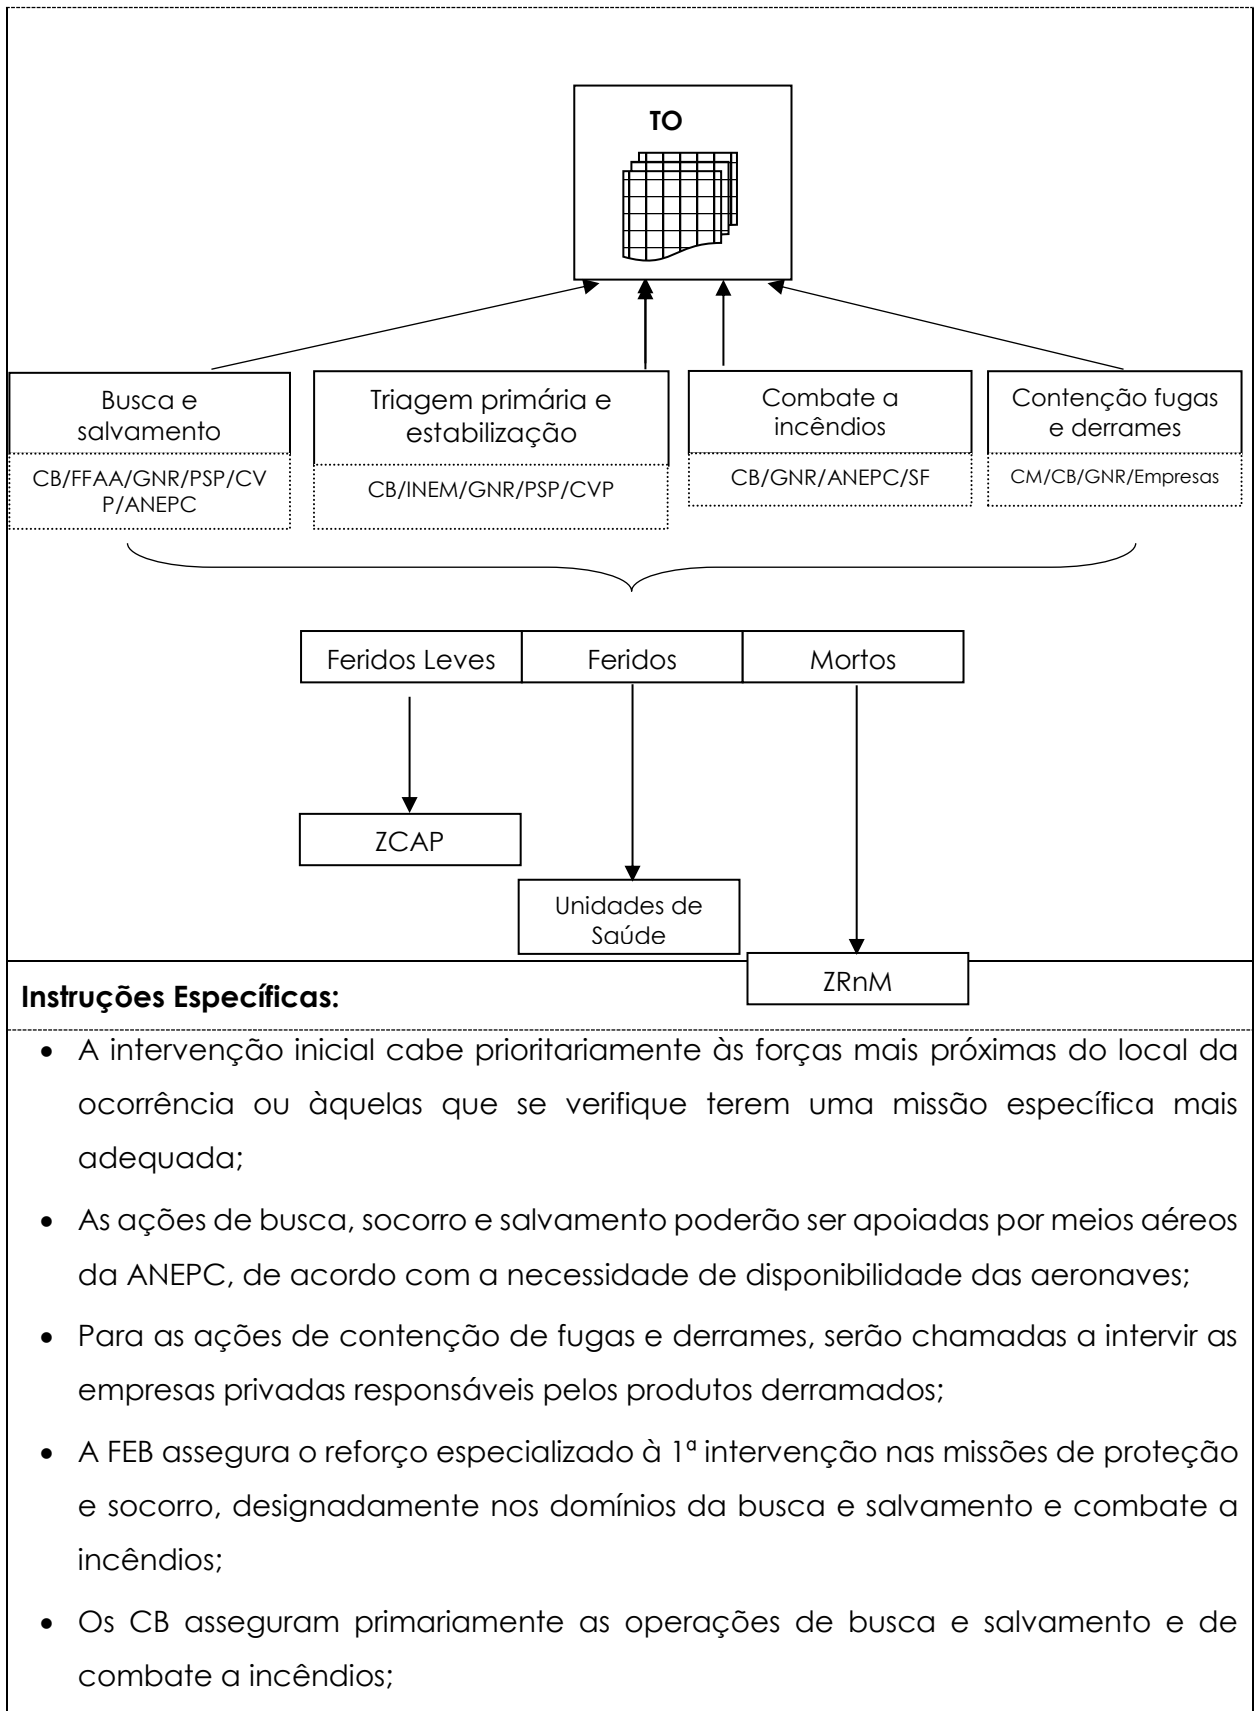 TO
Busca e
salvamento
CB/FFAA/GNR/PSP/CV
P/ANEPC
Triagem primária e
estabilização
CB/INEM/GNR/PSP/CVP
Combate a
incêndios
CB/GNR/ANEPC/SF
Contenção fugas
e derrames
CM/CB/GNR/Empresas
Feridos Leves
Feridos
Mortos
ZCAP
Unidades de
Saúde
ZRnM
Instruções Específicas:
• A intervenção inicial cabe prioritariamente às forças mais próximas do local da
ocorrência ou àquelas que se verifique terem uma missão específica mais
adequada;
• As ações de busca, socorro e salvamento poderão ser apoiadas por meios aéreos
da ANEPC, de acordo com a necessidade de disponibilidade das aeronaves;
• Para as ações de contenção de fugas e derrames, serão chamadas a intervir as
empresas privadas responsáveis pelos produtos derramados;
• A FEB assegura o reforço especializado à 1ª intervenção nas missões de proteção
e socorro, designadamente nos domínios da busca e salvamento e combate a
incêndios;
• Os CB asseguram primariamente as operações de busca e salvamento e de
combate a incêndios;